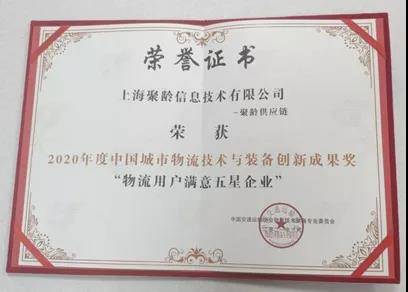 荣誉证书
上海聚龄信息技术有限公司
-聚龄供应链
荣 获
2020年度中国城市物流技术与装备创新成果奖
“物流用户满意五星企业”